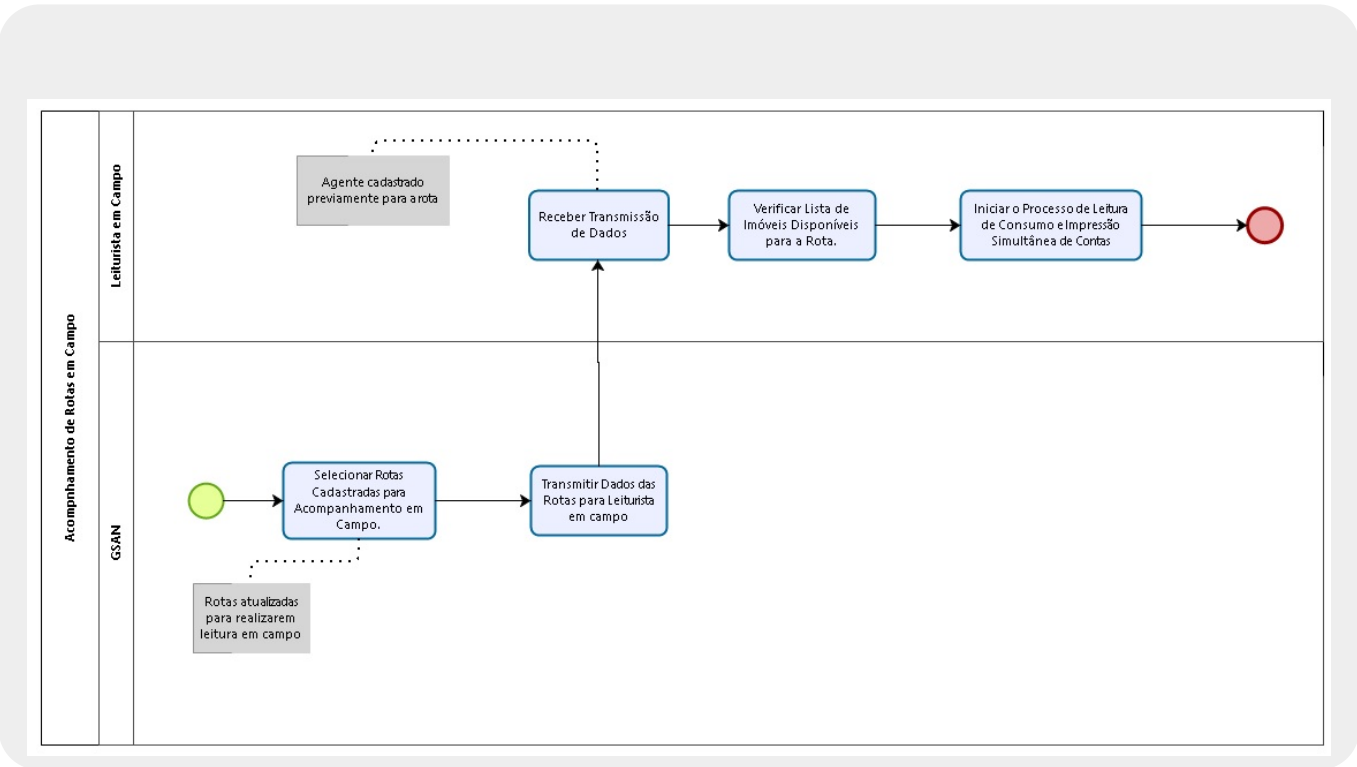 Acompnhamento de Rotas em Campo
Leiturista em Campo
Agente cadastrado
previamente para a rota
Receber Transmissão
de Dados
Verificar Lista de
Imóveis Disponíveis
para a Rota.
Iniciar o Processo de Leitura
de Consumo e Impressão
Simultânea de Contas
GSAN
Selecionar Rotas
Cadastradas para
Acompanhamento em
Campo.
Transmitir Dados das
Rotas para Leiturista
em campo
Rotas atualizadas
para realizarem
leitura em campo